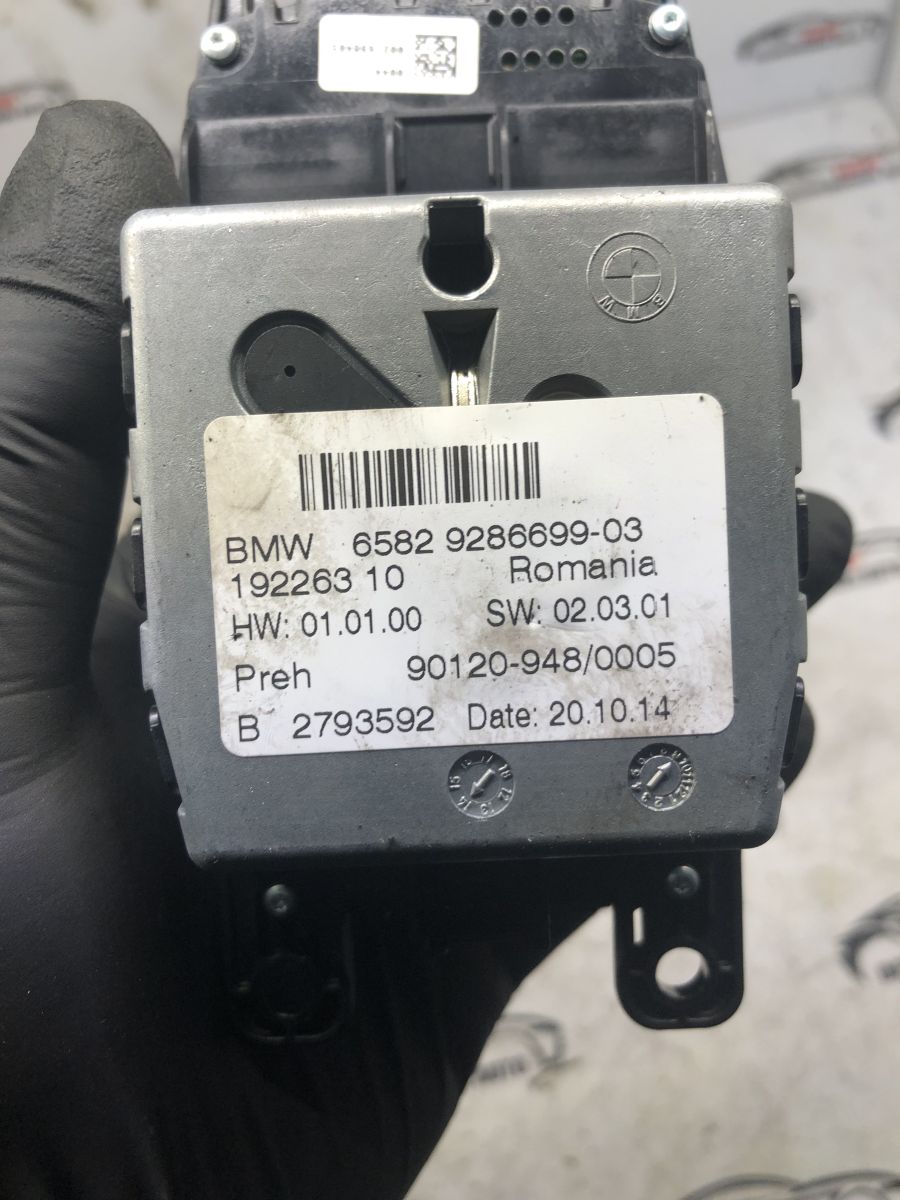 BMW 6582 9286699-03
192263 10 Romania
HW: 01.01.00 SW: 02.03.01
Preh 90120-948/0005
B 2793592 Date: 20.10.14
BMW